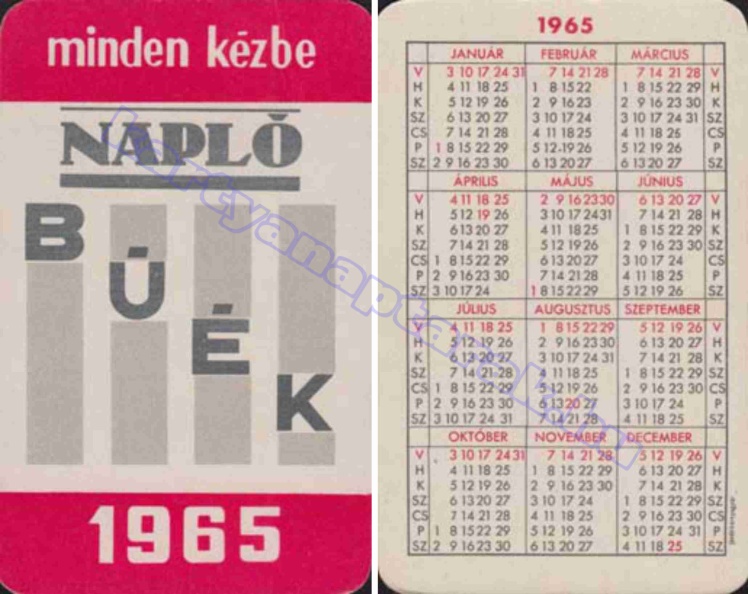 minden kézbe
NAPLÓ
B
Ú
É
K
1965
1965
JANUÁR FEBRUÁR MÁRCIUS
V 3 10 17 24 31 7 14 21 28 7 14 21 28 V
H 4 11 18 25 1 8 15 22 1 8 15 22 29 H
K 5 12 19 26 2 9 16 23 2 9 16 23 30 K
SZ 6 13 20 27 3 10 17 24 3 10 17 24 31 SZ
CS 7 14 21 28 4 11 18 25 4 11 18 25 CS
P 1 8 15 22 29 5 12 19 26 5 12 19 26 P
SZ 2 9 16 23 30 6 13 20 27 6 13 20 27 SZ
ÁPRILIS MÁJUS JÚNIUS
V 4 11 18 25 2 9 16 23 30 6 13 20 27 V
H 5 12 19 26 3 10 17 24 31 7 14 21 28 H
K 6 13 20 27 4 11 18 25 1 8 15 22 29 K
SZ 7 14 21 28 5 12 19 26 2 9 16 23 30 SZ
CS 1 8 15 22 29 6 13 20 27 3 10 17 24 CS
P 2 9 16 23 30 7 14 21 28 4 11 18 25 P
SZ 3 10 17 24 1 8 15 22 29 5 12 19 26 SZ
JÚLIUS AUGUSZTUS SZEPTEMBER
V 4 11 18 25 1 8 15 22 29 5 12 19 26 V
H 5 12 19 26 2 9 16 23 30 6 13 20 27 H
K 6 13 20 27 3 10 17 24 31 7 14 21 28 K
SZ 7 14 21 28 4 11 18 25 1 8 15 22 29 SZ
CS 1 8 15 22 29 5 12 19 26 2 9 16 23 30 CS
P 2 9 16 23 30 6 13 20 27 3 10 17 24 P
SZ 3 10 17 24 31 7 14 21 28 4 11 18 25 SZ
OKTÓBER NOVEMBER DECEMBER
V 3 10 17 24 31 7 14 21 28 5 12 19 26 V
H 4 11 18 25 1 8 15 22 29 6 13 20 27 H
K 5 12 19 26 2 9 16 23 30 7 14 21 28 K
SZ 6 13 20 27 3 10 17 24 1 8 15 22 29 SZ
CS 7 14 21 28 4 11 18 25 2 9 16 23 30 CS
P 1 8 15 22 29 5 12 19 26 3 10 17 24 31 P
SZ 2 9 16 23 30 6 13 20 27 4 11 18 25 SZ